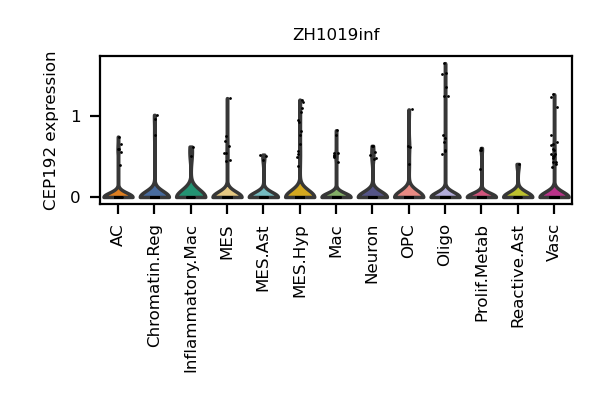 ZH1019inf
CEP192 expression
1
0
AC
Chromatin.Reg
Inflammatory.Mac
MES
MES.Ast
MES.Hyp
Mac
Neuron
OPC
Oligo
Prolif.Metab
Reactive.Ast
Vasc